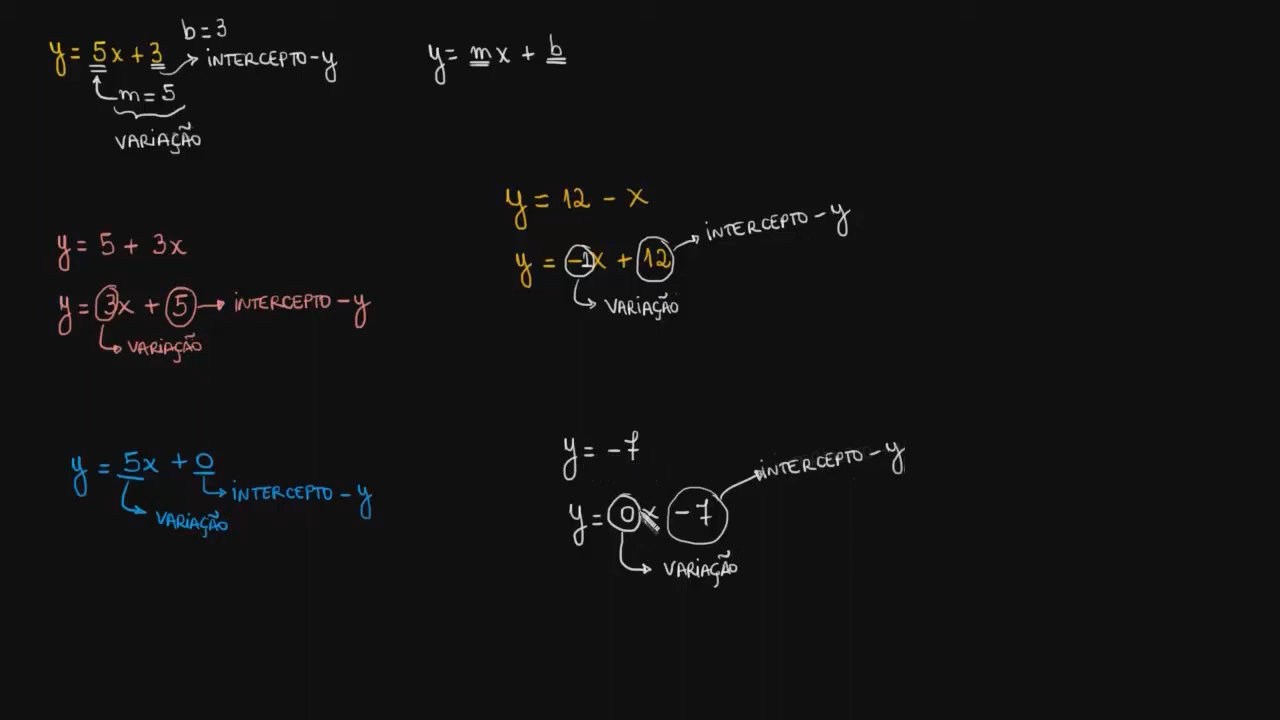 b = 3
y = 5x + 3 → INTERCEPTO-y
m = 5
VARIAÇÃO
y = mx + b
y = 12 - x
y = -1x + 12 → INTERCEPTO-y
VARIAÇÃO
y = 5 + 3x
y = 3x + 5 → INTERCEPTO-y
VARIAÇÃO
y = 5x + 0
INTERCEPTO-y
VARIAÇÃO
y = -7
INTERCEPTO-y
y = 0x -7
VARIAÇÃO